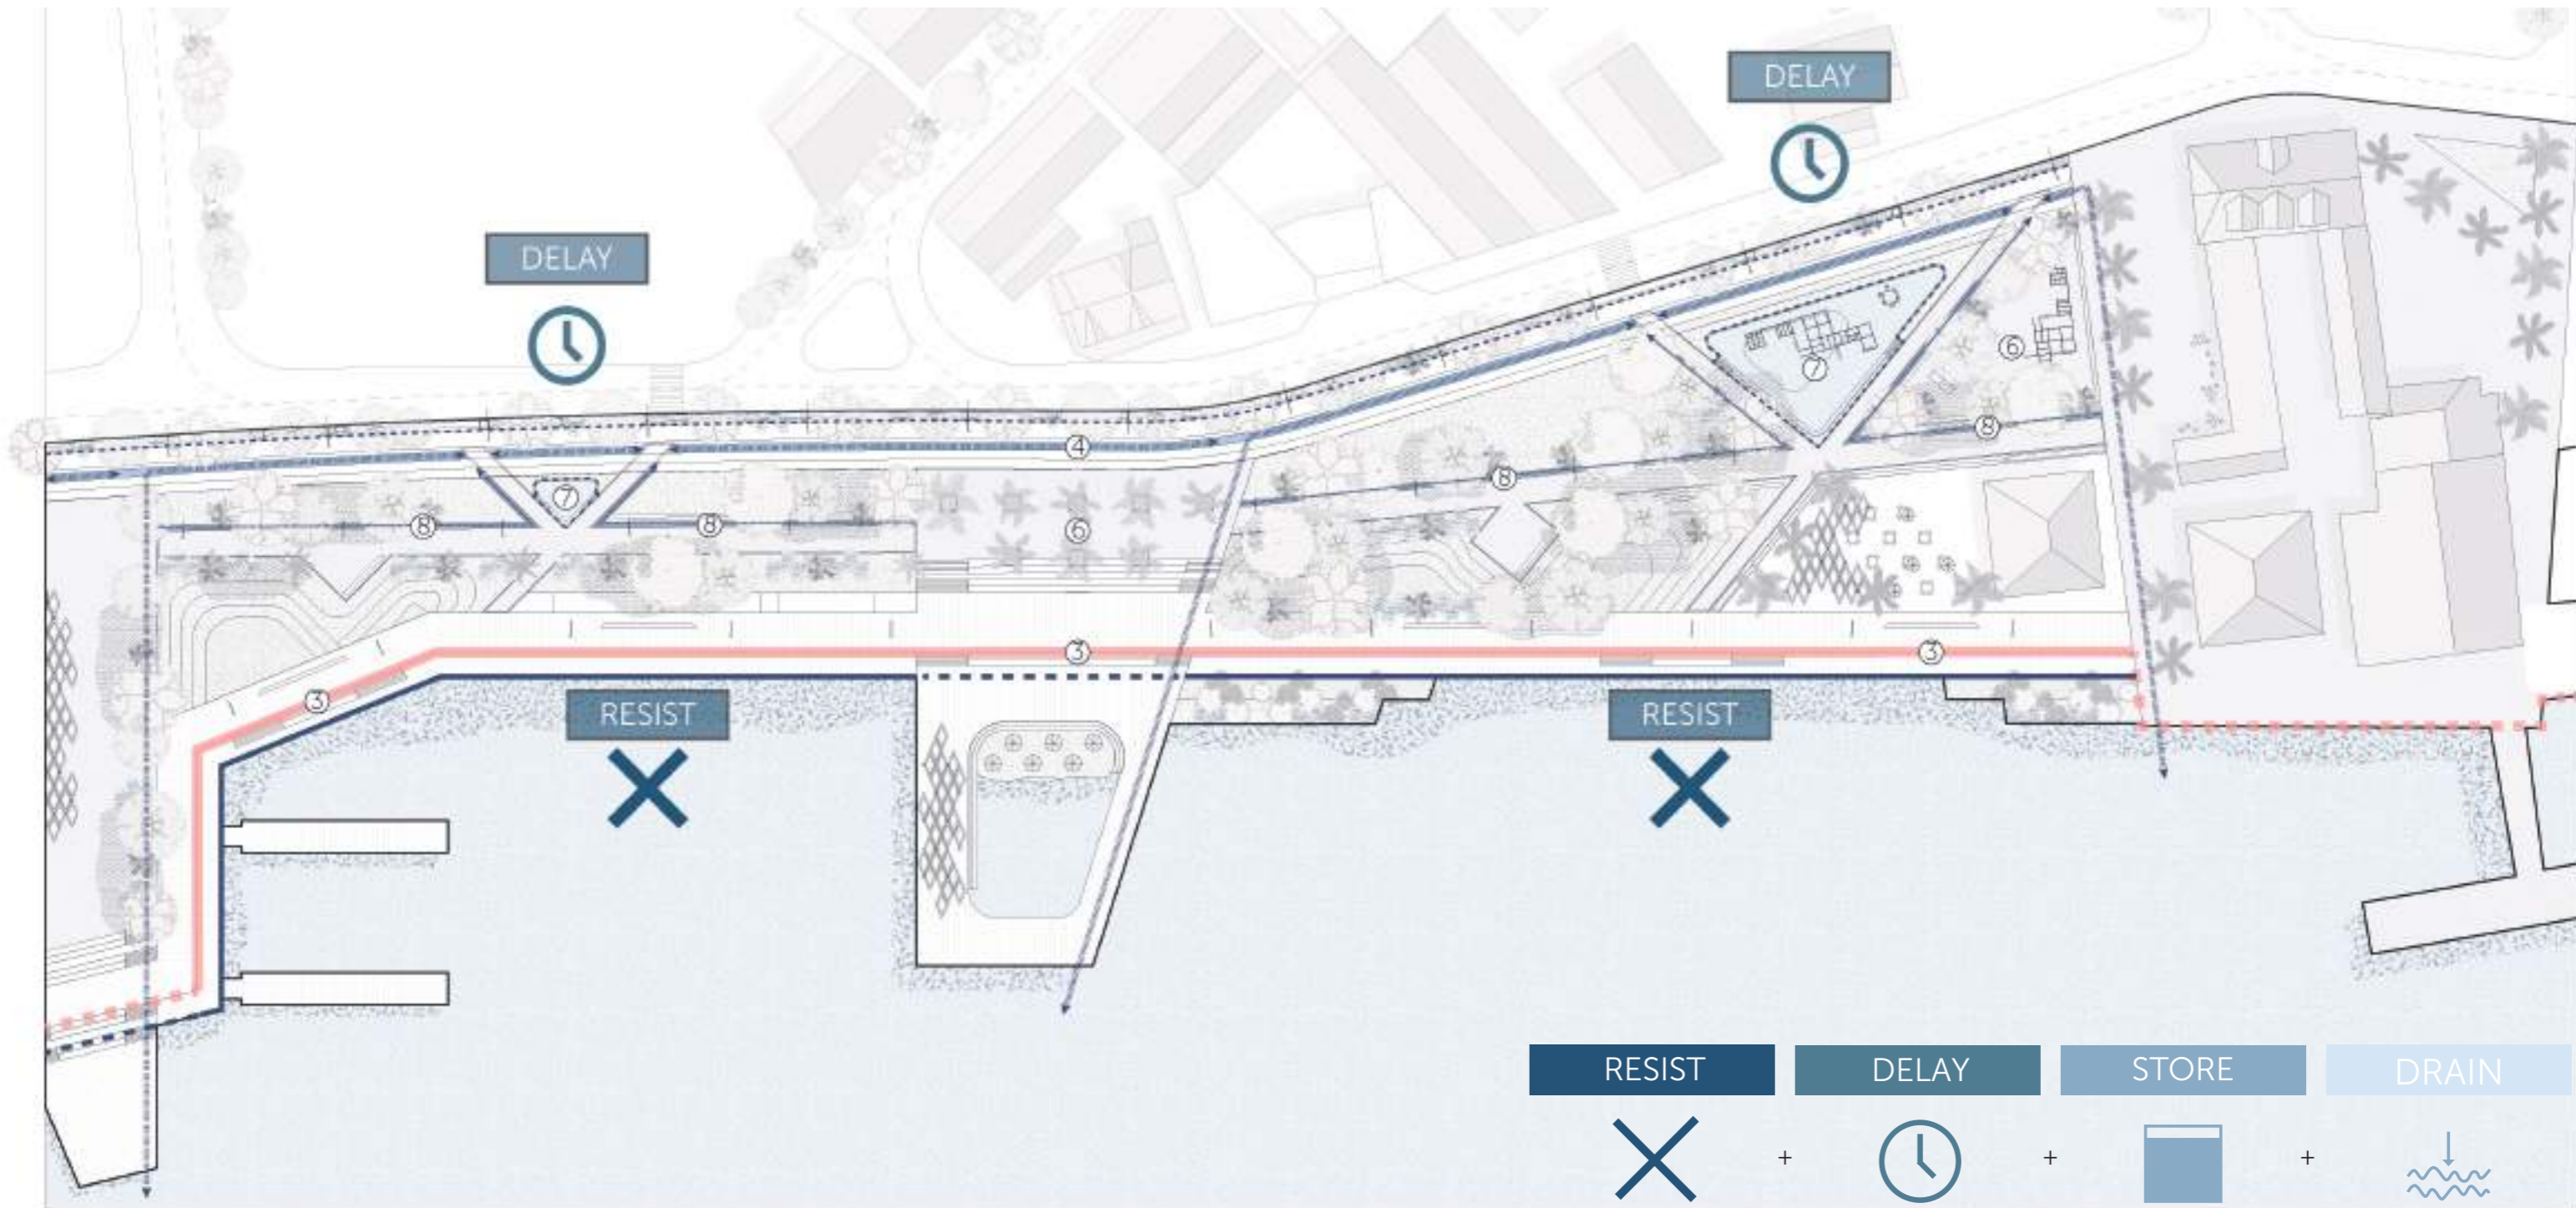 DELAY
DELAY
⑥
⑦
⑧
④
⑧
⑦
⑧
⑧
⑥
③
③
③
RESIST
RESIST
RESIST
DELAY
STORE
DRAIN
+
+
+